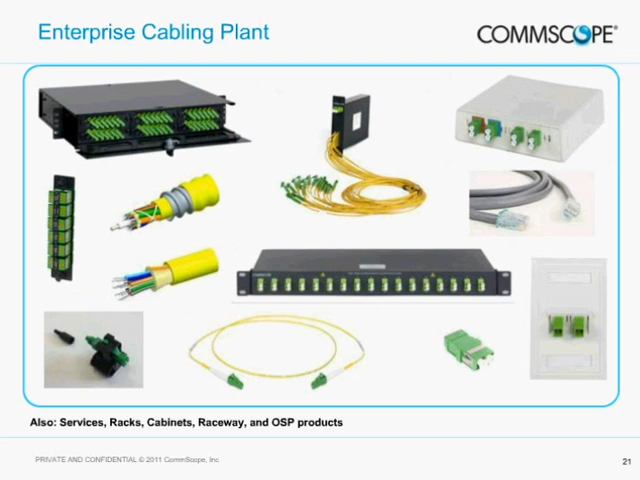 Enterprise Cabling Plant
COMMSCOPE®
Also: Services, Racks, Cabinets, Raceway, and OSP products
PRIVATE AND CONFIDENTIAL © 2011 CommScope, Inc
21